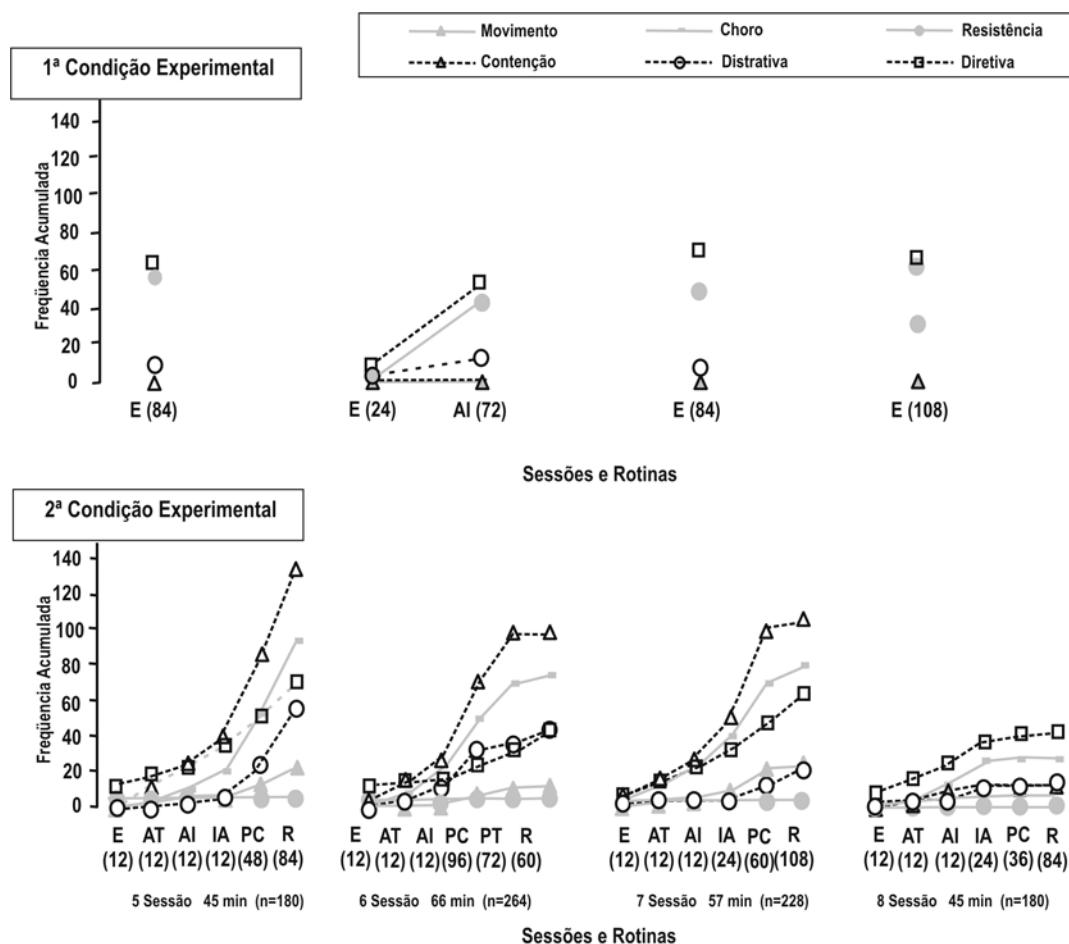 Movimento Choro Resistência
Contenção Distrativa Diretiva
1ª Condição Experimental
Freqüencia Acumulada
140
120
100
80
60
40
20
0
E (84) E (24) AI (72) E (84) E (108)
Sessões e Rotinas
2ª Condição Experimental
Freqüencia Acumulada
140
120
100
80
60
40
20
0
E AT AI IA PC R
(12) (12) (12) (12) (48) (84)
5 Sessão 45 min (n=180)
E AT AI PC PT R
(12) (12) (12) (96) (72) (60)
6 Sessão 66 min (n=264)
E AT AI IA PC R
(12) (12) (12) (24) (60) (108)
7 Sessão 57 min (n=228)
E AT AI IA PC R
(12) (12) (12) (24) (36) (84)
8 Sessão 45 min (n=180)
Sessões e Rotinas